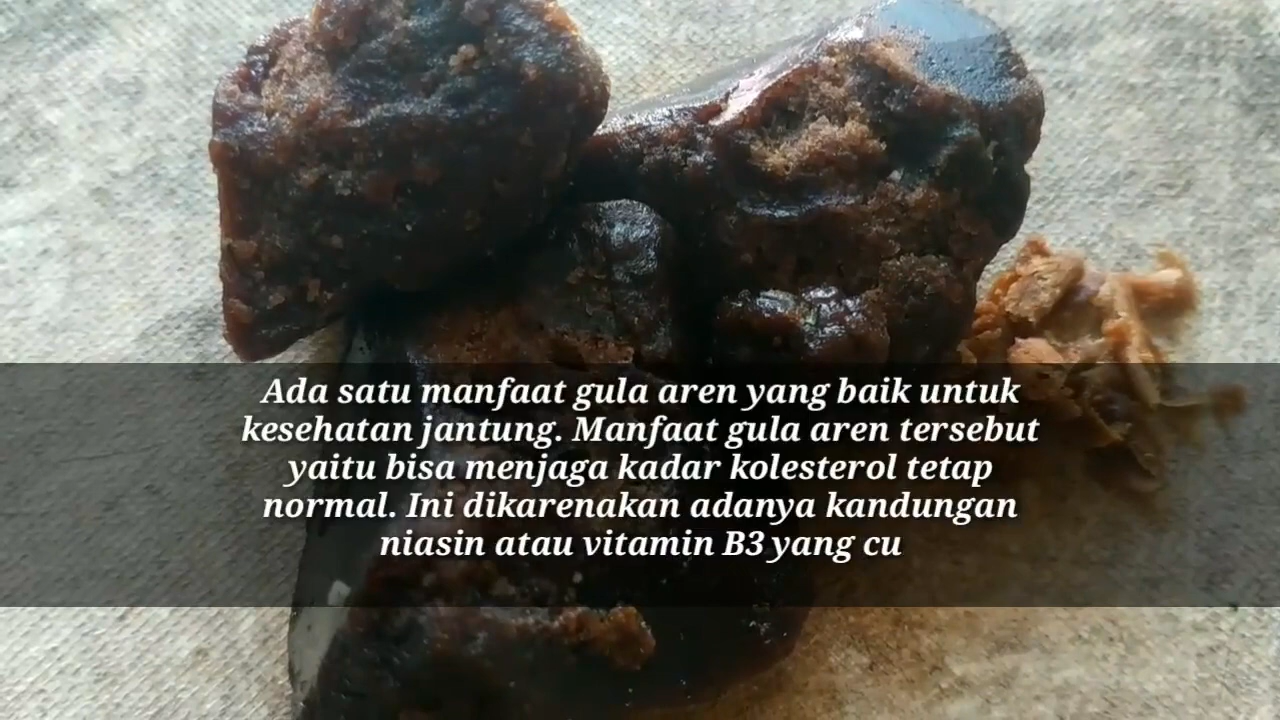 Ada satu manfaat gula aren yang baik untuk
kesehatan jantung. Manfaat gula aren tersebut
yaitu bisa menjaga kadar kolesterol tetap
normal. Ini dikarenakan adanya kandungan
niasin atau vitamin B3 yang cu